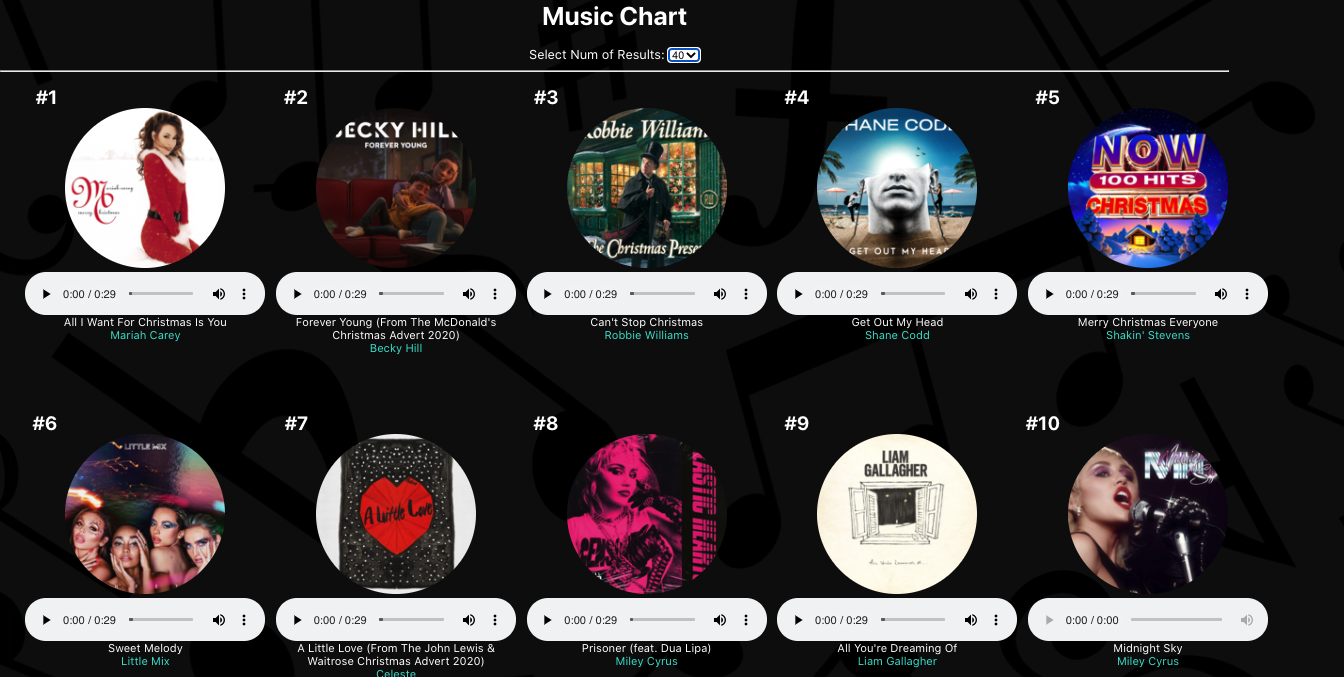 Music Chart
Select Num of Results: 40
#1
#2
#3
#4
#5
Mariah Carey
Merry Christmas
BECKY HILL
FOREVER YOUNG
Robbie Williams
The Christmas Present
RW
SHANE CODD
GET OUT MY HEAD
NOW
100 HITS
CHRISTMAS
0:00 / 0:29
0:00 / 0:29
0:00 / 0:29
0:00 / 0:29
0:00 / 0:29
All I Want For Christmas Is You
Mariah Carey
Forever Young (From The McDonald's
Christmas Advert 2020)
Becky Hill
Can't Stop Christmas
Robbie Williams
Get Out My Head
Shane Codd
Merry Christmas Everyone
Shakin' Stevens
#6
#7
#8
#9
#10
LITTLE MIX
A Little Love
LIAM
GALLAGHER
0:00 / 0:29
0:00 / 0:29
0:00 / 0:29
0:00 / 0:29
0:00 / 0:00
Sweet Melody
Little Mix
A Little Love (From The John Lewis &
Waitrose Christmas Advert 2020)
Celeste
Prisoner (feat. Dua Lipa)
Miley Cyrus
All You're Dreaming Of
Liam Gallagher
Midnight Sky
Miley Cyrus